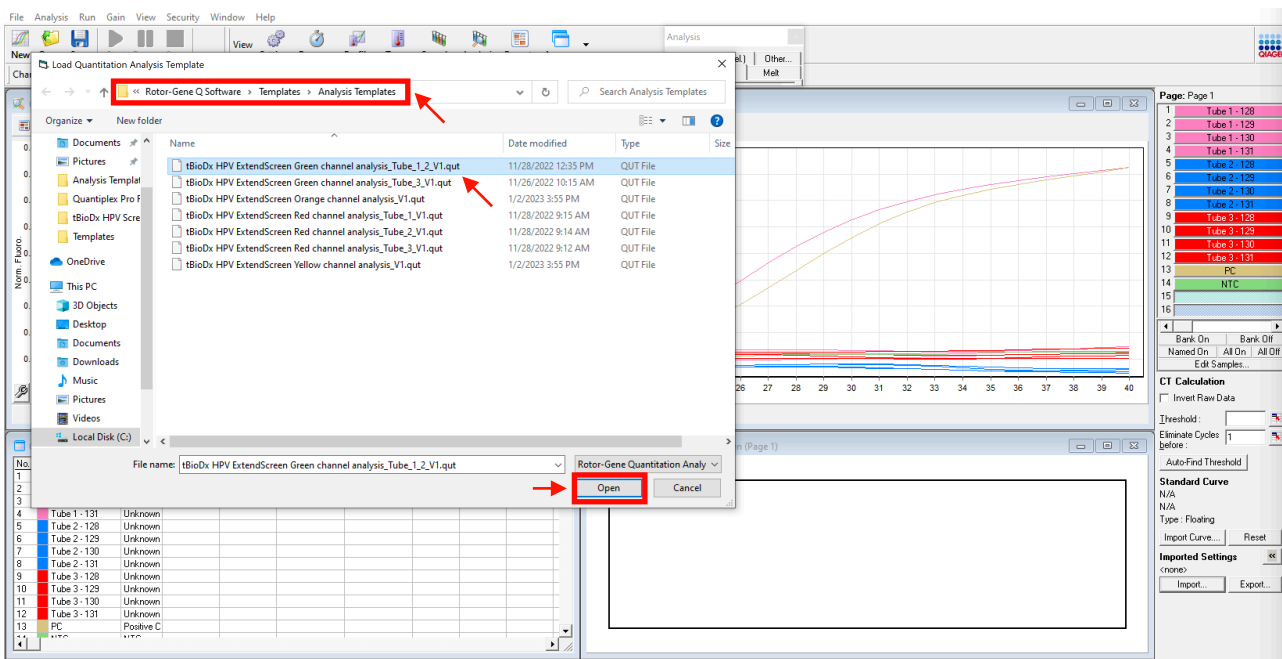 File Analysis Run Gain View Security Window Help
New
View
Analysis
Other...
Melt
QIAGE
Load Quantitation Analysis Template
« Rotor-Gene Q Software > Templates > Analysis Templates
Search Analysis Templates
Organize New folder
Name Date modified Type Size
tBioDx HPV ExtendScreen Green channel analysis_Tube_1_2_V1.qut 11/28/2022 12:35 PM QUT File
tBioDx HPV ExtendScreen Green channel analysis_Tube_3_V1.qut 11/26/2022 10:15 AM QUT File
tBioDx HPV ExtendScreen Orange channel analysis_V1.qut 1/2/2023 3:55 PM QUT File
tBioDx HPV ExtendScreen Red channel analysis_Tube_1_V1.qut 11/28/2022 9:15 AM QUT File
tBioDx HPV ExtendScreen Red channel analysis_Tube_2_V1.qut 11/28/2022 9:14 AM QUT File
tBioDx HPV ExtendScreen Red channel analysis_Tube_3_V1.qut 11/28/2022 9:12 AM QUT File
tBioDx HPV ExtendScreen Yellow channel analysis_V1.qut 1/2/2023 3:55 PM QUT File
Documents
Pictures
Analysis Templat
Quantiplex Pro F
tBioDx HPV Scre
Templates
OneDrive
This PC
3D Objects
Desktop
Documents
Downloads
Music
Pictures
Videos
Local Disk (C:)
File name: tBioDx HPV ExtendScreen Green channel analysis_Tube_1_2_V1.qut
Rotor-Gene Quantitation Analy
Open Cancel
Norm. Fluoro.
26 27 28 29 30 31 32 33 34 35 36 37 38 39 40
(Page 1)
No.
1
2
3
4 Tube 1 - 131 Unknown
5 Tube 2 - 128 Unknown
6 Tube 2 - 129 Unknown
7 Tube 2 - 130 Unknown
8 Tube 2 - 131 Unknown
9 Tube 3 - 128 Unknown
10 Tube 3 - 129 Unknown
11 Tube 3 - 130 Unknown
12 Tube 3 - 131 Unknown
13 PC Positive C
Page: Page 1
1 Tube 1 - 128
2 Tube 1 - 129
3 Tube 1 - 130
4 Tube 1 - 131
5 Tube 2 - 128
6 Tube 2 - 129
7 Tube 2 - 130
8 Tube 2 - 131
9 Tube 3 - 128
10 Tube 3 - 129
11 Tube 3 - 130
12 Tube 3 - 131
13 PC
14 NTC
15
16
Bank On Bank Off
Named On All On All Off
Edit Samples...
CT Calculation
Invert Raw Data
Threshold :
Eliminate Cycles before : 1
Auto-Find Threshold
Standard Curve
N/A
N/A
Type : Floating
Import Curve.... Reset
Imported Settings
<none>
Import... Export...